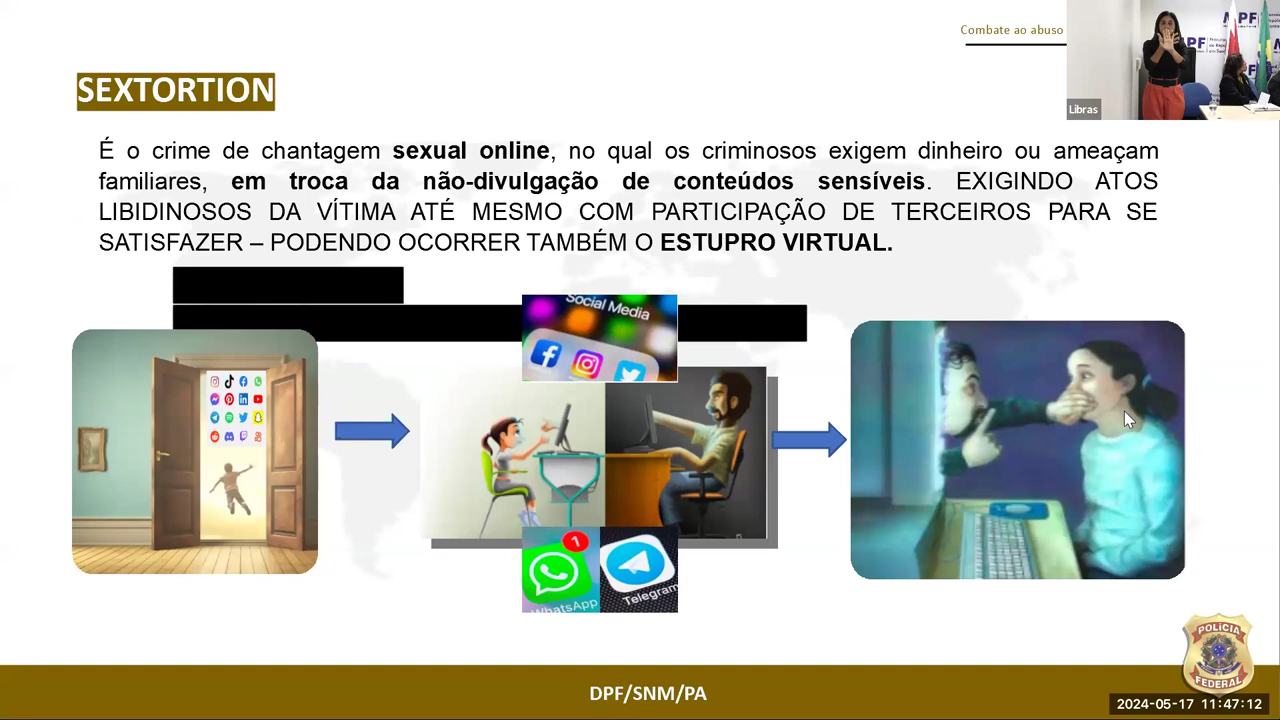 Combate ao abuso
MPF
Libras
SEXTORTION
É o crime de chantagem sexual online, no qual os criminosos exigem dinheiro ou ameaçam
familiares, em troca da não-divulgação de conteúdos sensíveis. EXIGINDO ATOS
LIBIDINOSOS DA VÍTIMA ATÉ MESMO COM PARTICIPAÇÃO DE TERCEIROS PARA SE
SATISFAZER – PODENDO OCORRER TAMBÉM O ESTUPRO VIRTUAL.
Social Media
1
WhatsApp
Telegram
POLÍCIA
FEDERAL
DPF/SNM/PA
2024-05-17 11:47:12